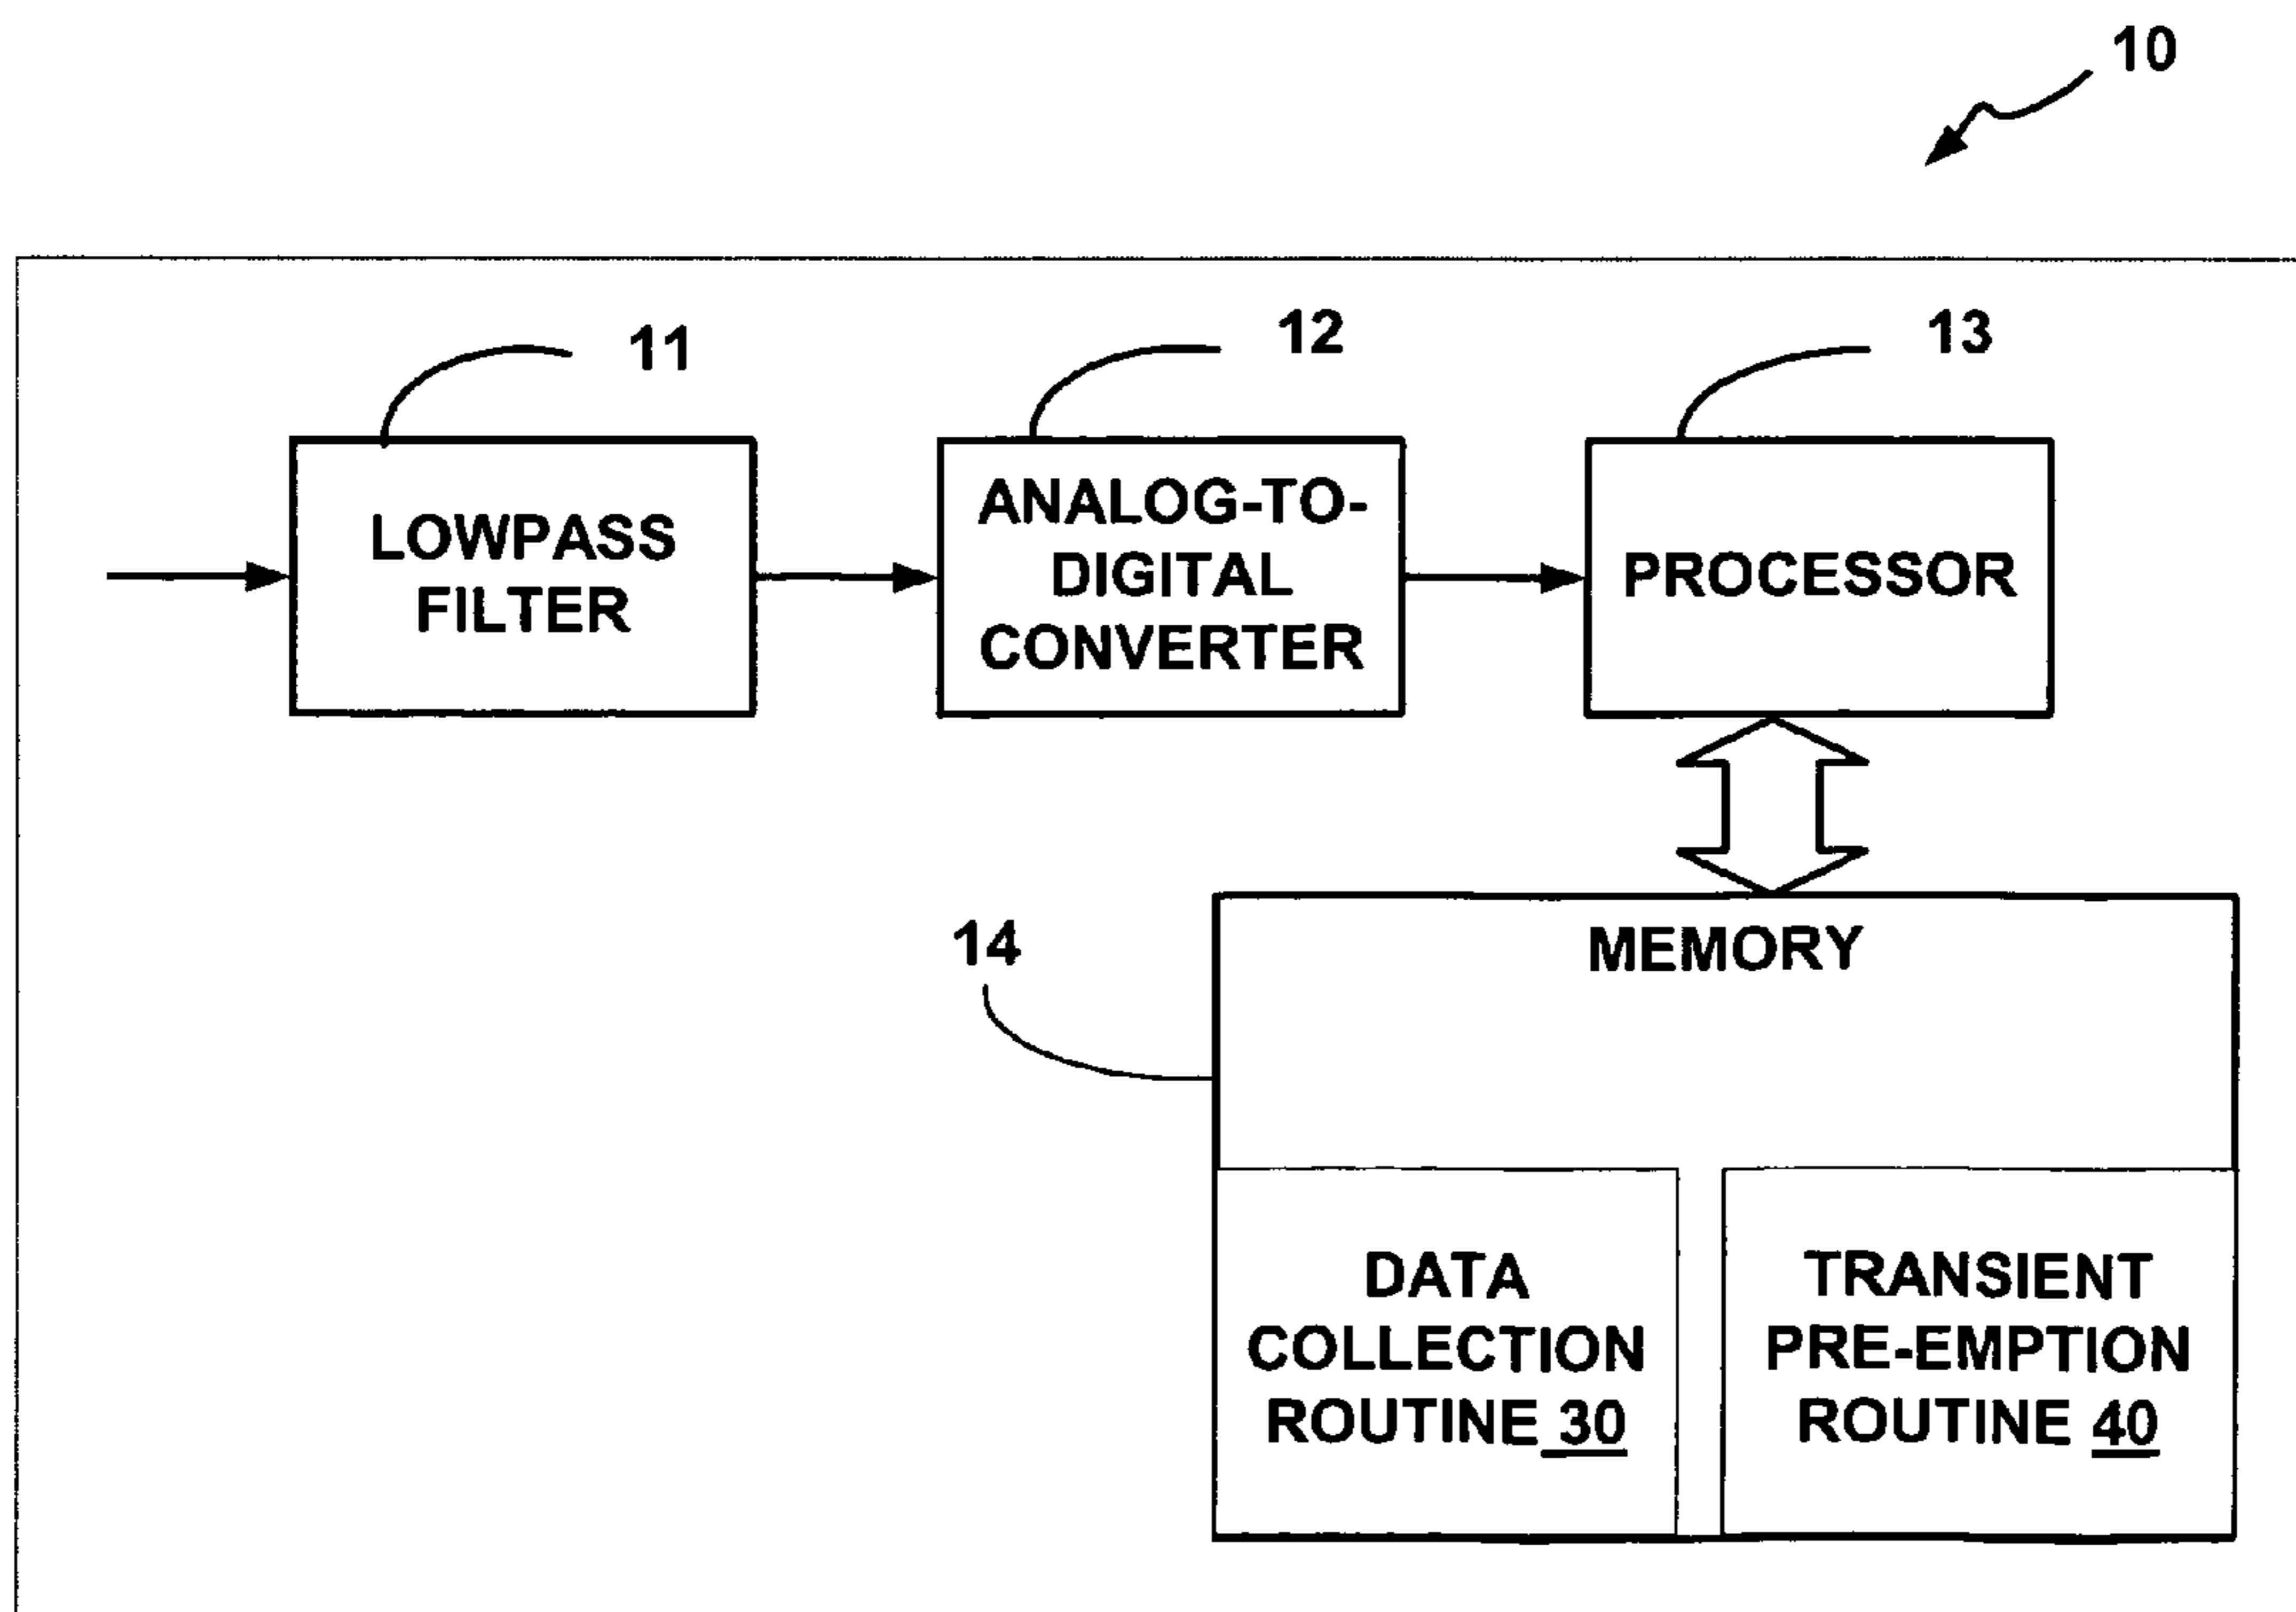 10
11
12
13
LOWPASS
FILTER
ANALOG-TO-
DIGITAL
CONVERTER
PROCESSOR
14
MEMORY
DATA
COLLECTION
ROUTINE 30
TRANSIENT
PRE-EMPTION
ROUTINE 40